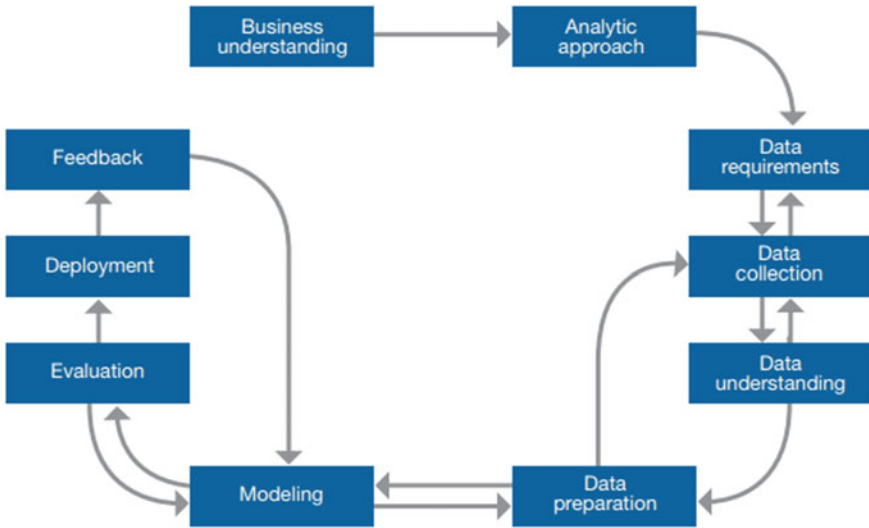 Business
understanding
Analytic
approach
Data
requirements
Data
collection
Data
understanding
Data
preparation
Modeling
Evaluation
Deployment
Feedback